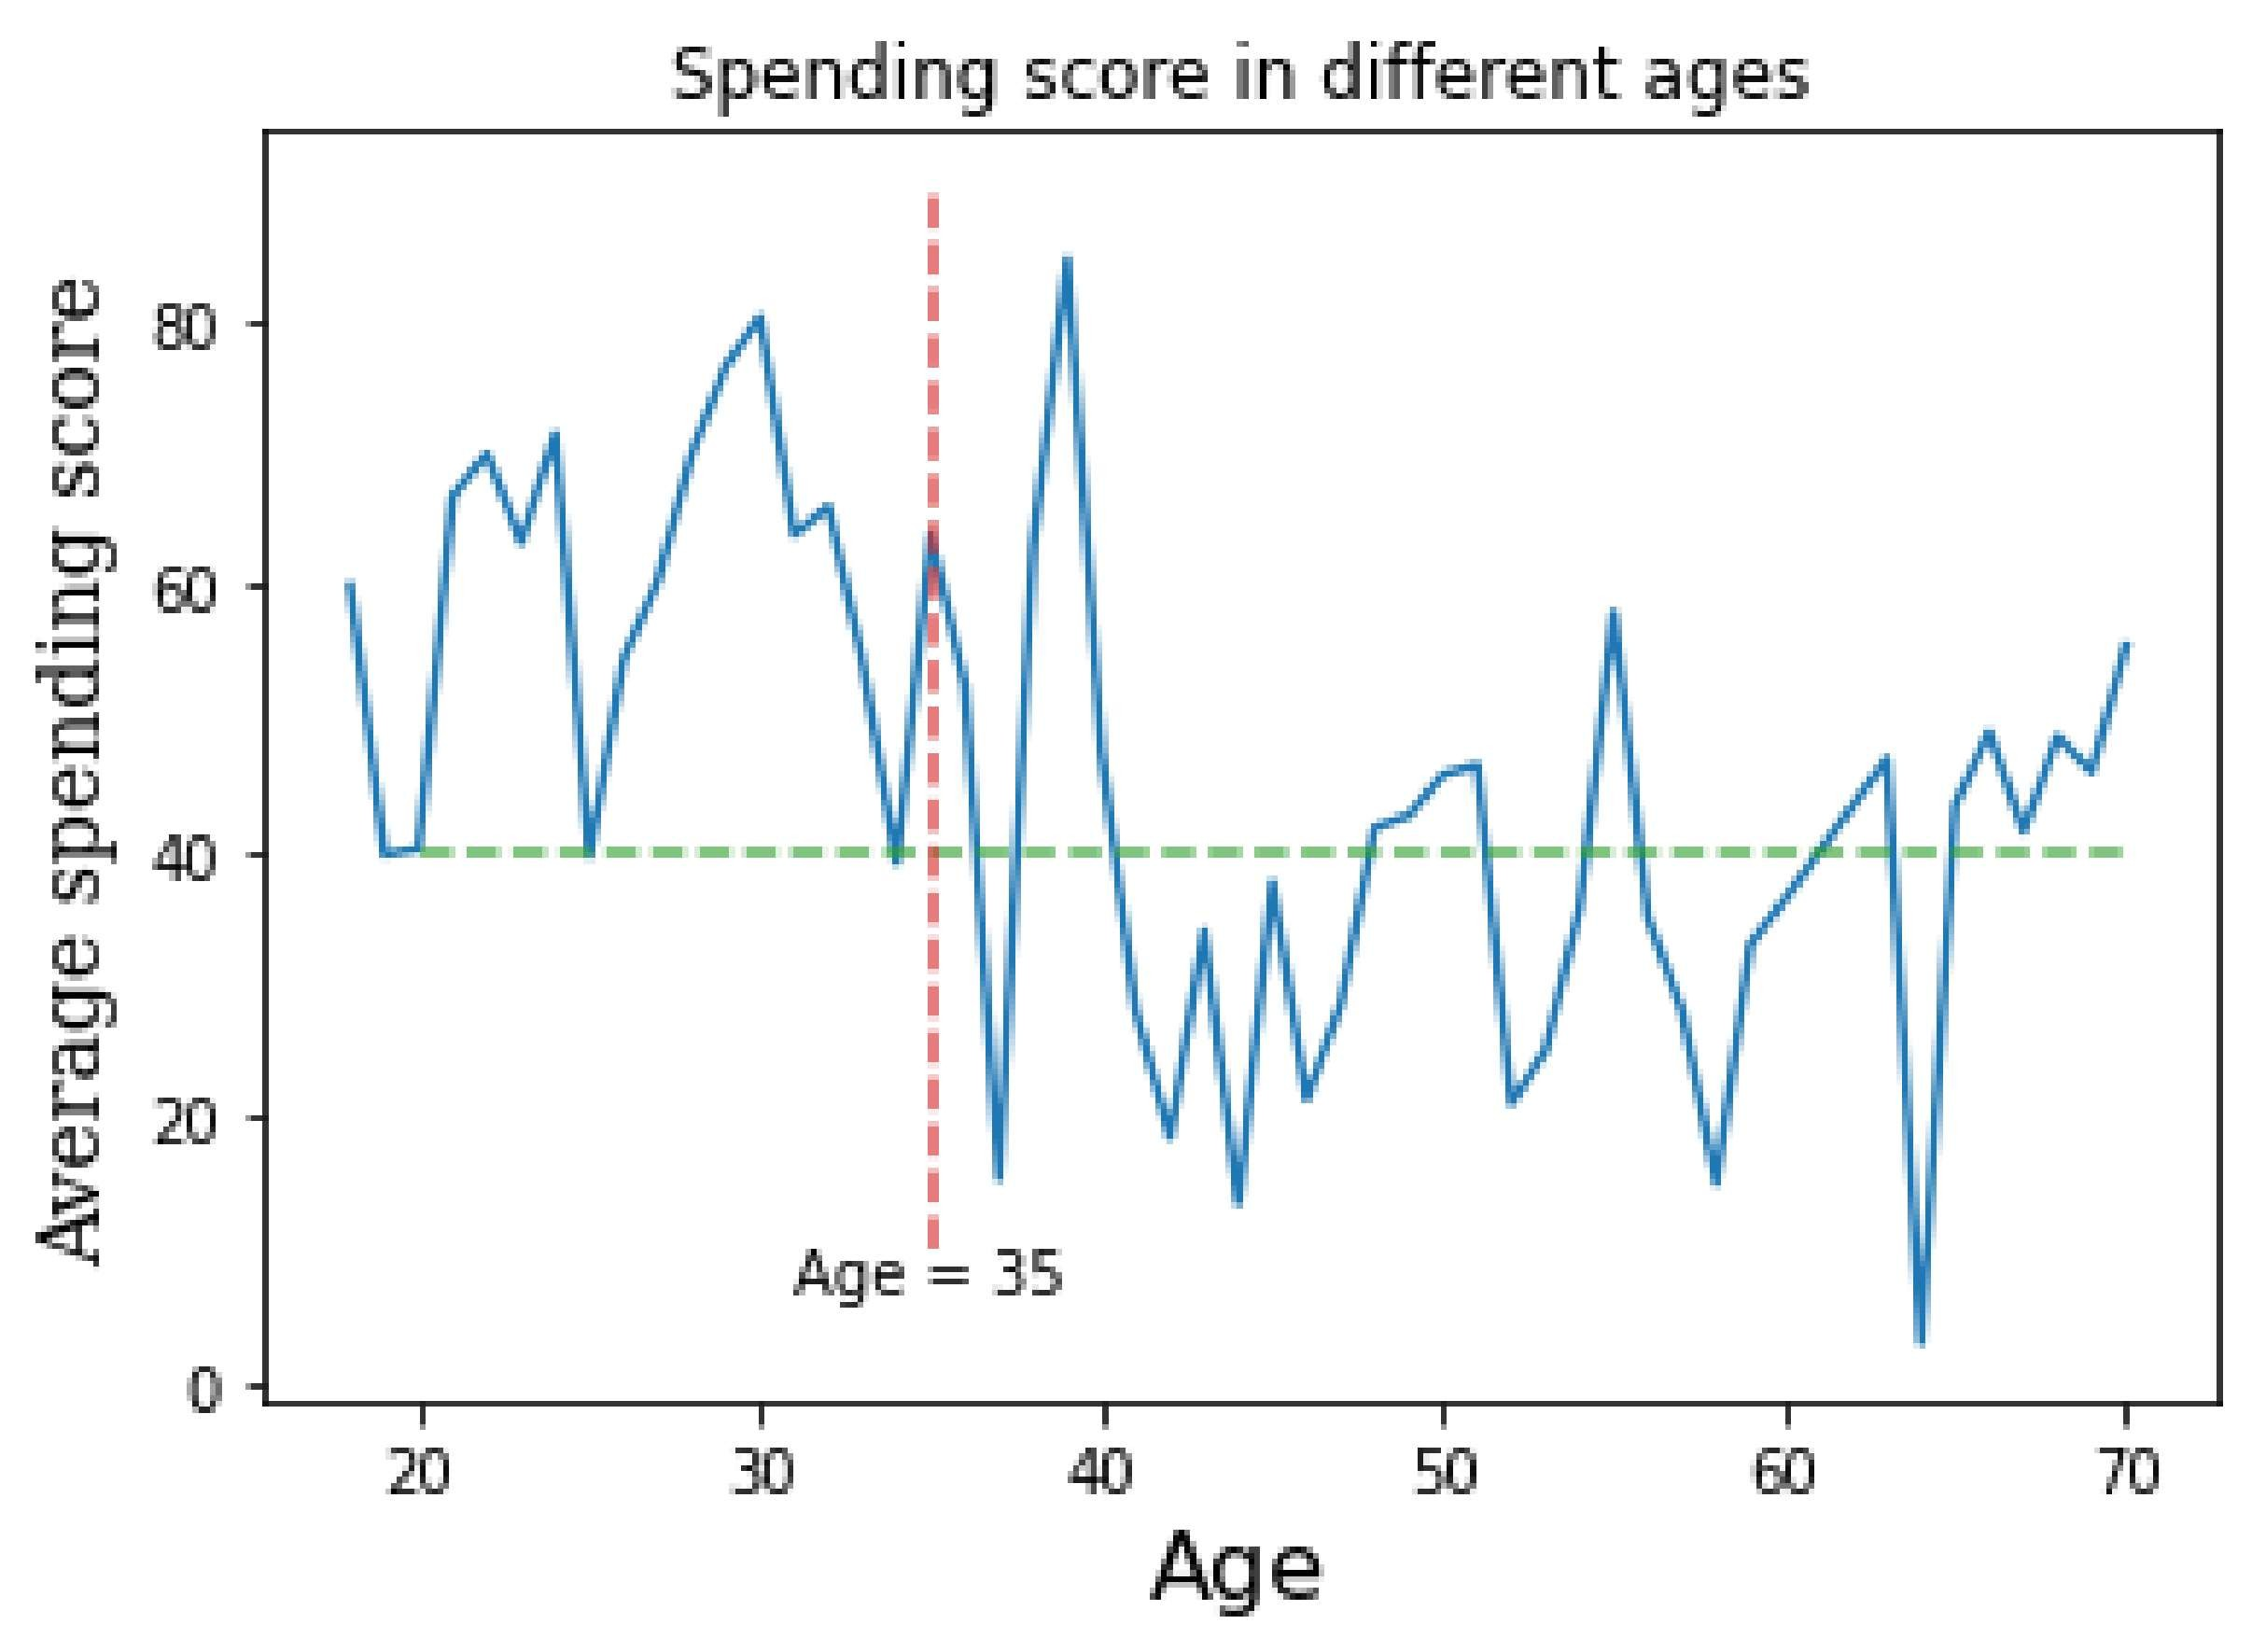 Spending score in different ages
Average spending score
80
60
40
20
0
Age = 35
20 30 40 50 60 70
Age